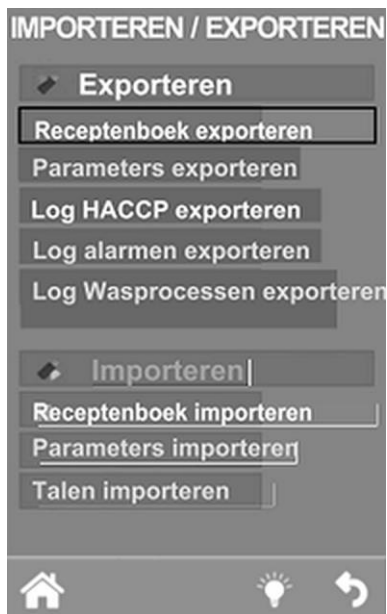 IMPORTEREN / EXPORTEREN
Exporteren
Receptenboek exporteren
Parameters exporteren
Log HACCP exporteren
Log alarmen exporteren
Log Wasprocessen exporteren
Importeren
Receptenboek importeren
Parameters importeren
Talen importeren